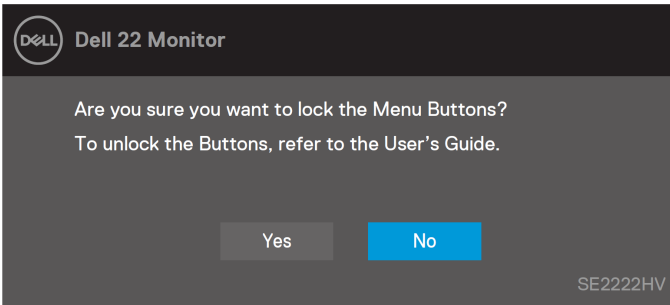 DELL
Dell 22 Monitor
Are you sure you want to lock the Menu Buttons?
To unlock the Buttons, refer to the User’s Guide.
Yes
No
SE2222HV